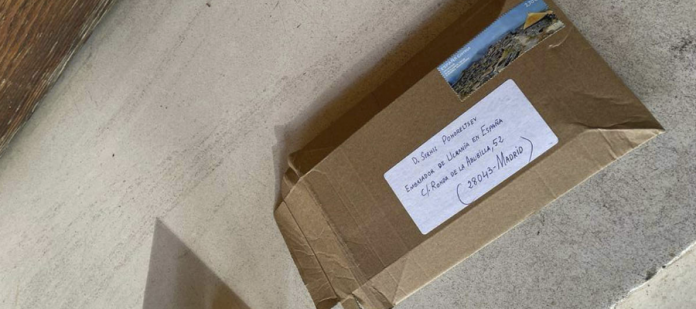 D. SERHII POHORELTSEV
EMBAJADOR DE UCRANIA EN ESPAÑA
C/. RONDA DE LA ABUBILLA, 52
(28043-MADRID)